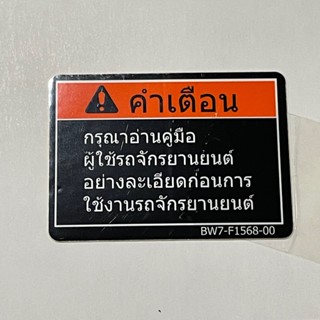 คำเตือน
กรุณาอ่านคู่มือ
ผู้ใช้รถจักรยานยนต์
อย่างละเอียดก่อนการ
ใช้งานรถจักรยานยนต์
BW7-F1568-00